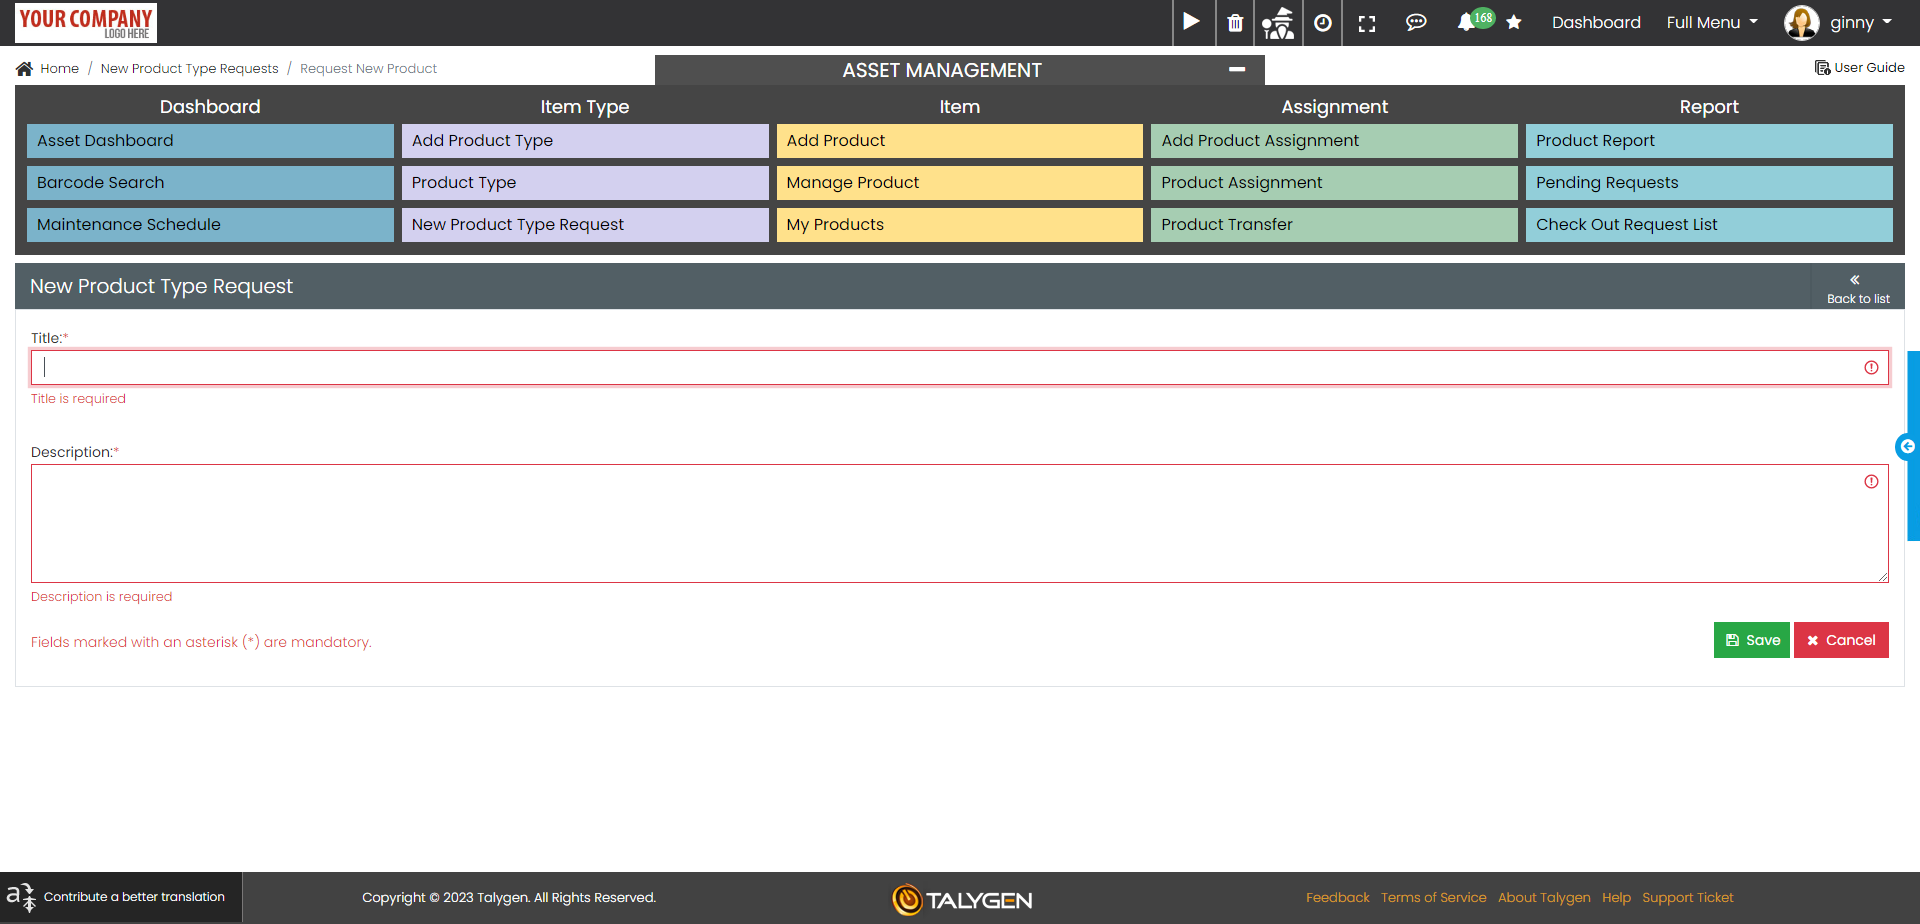 YOUR COMPANY
LOGO HERE
168
Dashboard
Full Menu
ginny
Home / New Product Type Requests / Request New Product
ASSET MANAGEMENT
User Guide
Dashboard
Item Type
Item
Assignment
Report
Asset Dashboard
Add Product Type
Add Product
Add Product Assignment
Product Report
Barcode Search
Product Type
Manage Product
Product Assignment
Pending Requests
Maintenance Schedule
New Product Type Request
My Products
Product Transfer
Check Out Request List
New Product Type Request
Back to list
Title:*
Title is required
Description:*
Description is required
Fields marked with an asterisk (*) are mandatory.
Save
Cancel
Contribute a better translation
Copyright © 2023 Talygen. All Rights Reserved.
TALYGEN
Feedback
Terms of Service
About Talygen
Help
Support Ticket